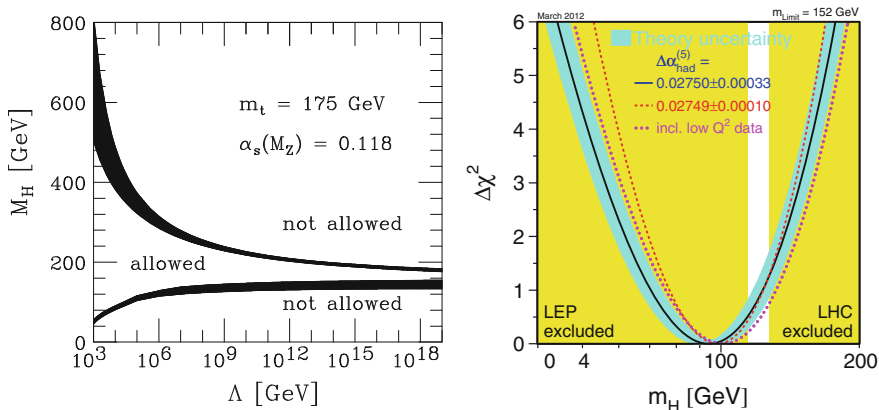 800
600
400
200
0
M_H [GeV]
m_t = 175 GeV
α_s(M_Z) = 0.118
not allowed
allowed
not allowed
10^3 10^6 10^9 10^12 10^15 10^18
Λ [GeV]
March 2012
m_Limit = 152 GeV
6
5
4
3
2
1
0
Δχ²
Theory uncertainty
Δα_had^(5) =
0.02750±0.00033
0.02749±0.00010
incl. low Q² data
LEP
excluded
LHC
excluded
0 4 100 200
m_H [GeV]